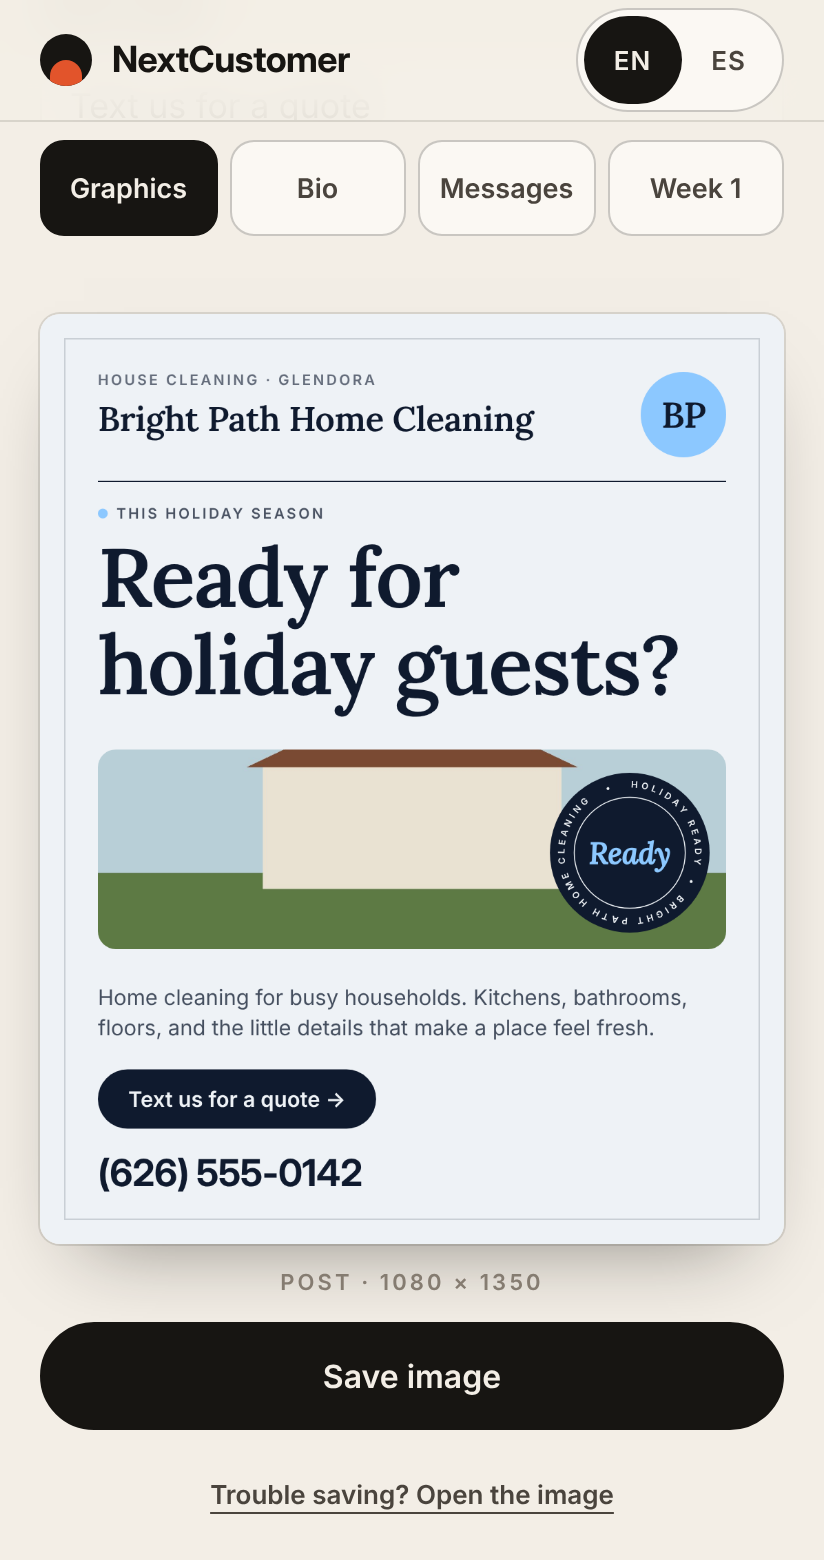 NextCustomer
EN
ES
Text us for a quote
Graphics
Bio
Messages
Week 1
HOUSE CLEANING · GLENDORA
Bright Path Home Cleaning
BP
THIS HOLIDAY SEASON
Ready for
holiday guests?
HOLIDAY READY • BRIGHT PATH HOME CLEANING •
Ready
Home cleaning for busy households. Kitchens, bathrooms,
floors, and the little details that make a place feel fresh.
Text us for a quote →
(626) 555-0142
POST · 1080 × 1350
Save image
Trouble saving? Open the image